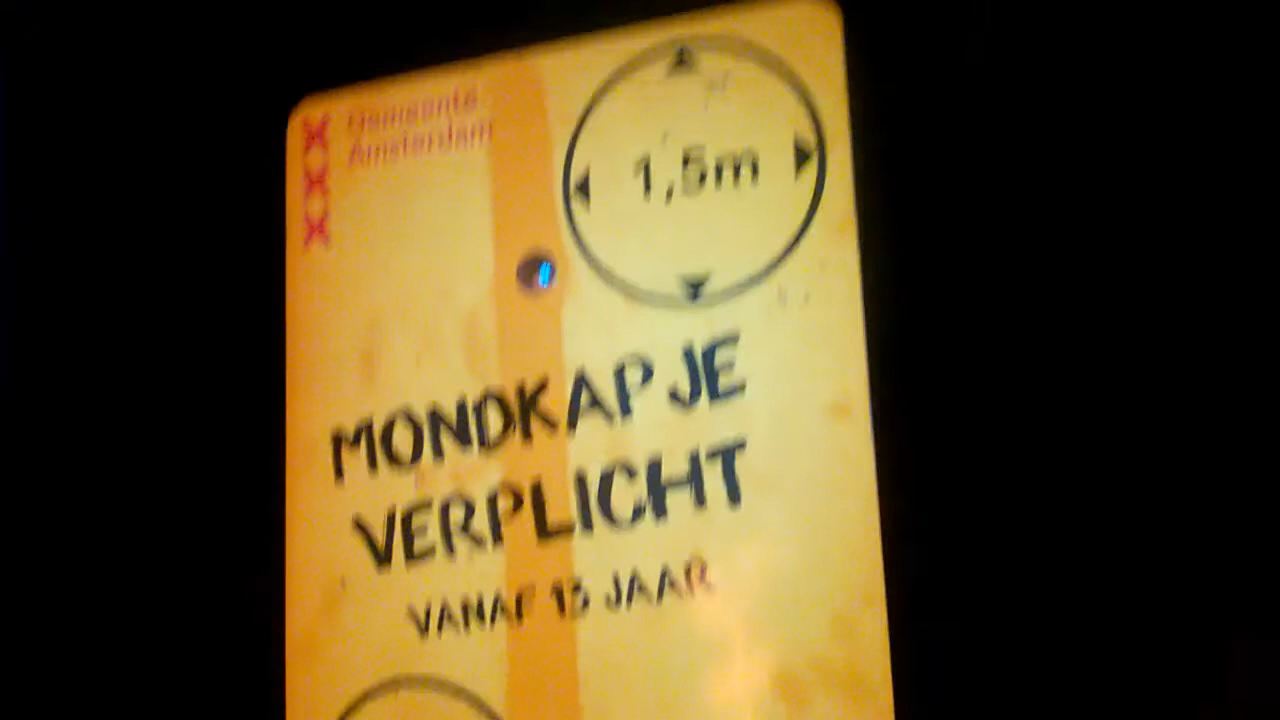 Gemeente
Amsterdam
1,5m
MONDKAPJE
VERPLICHT
VANAF 13 JAAR